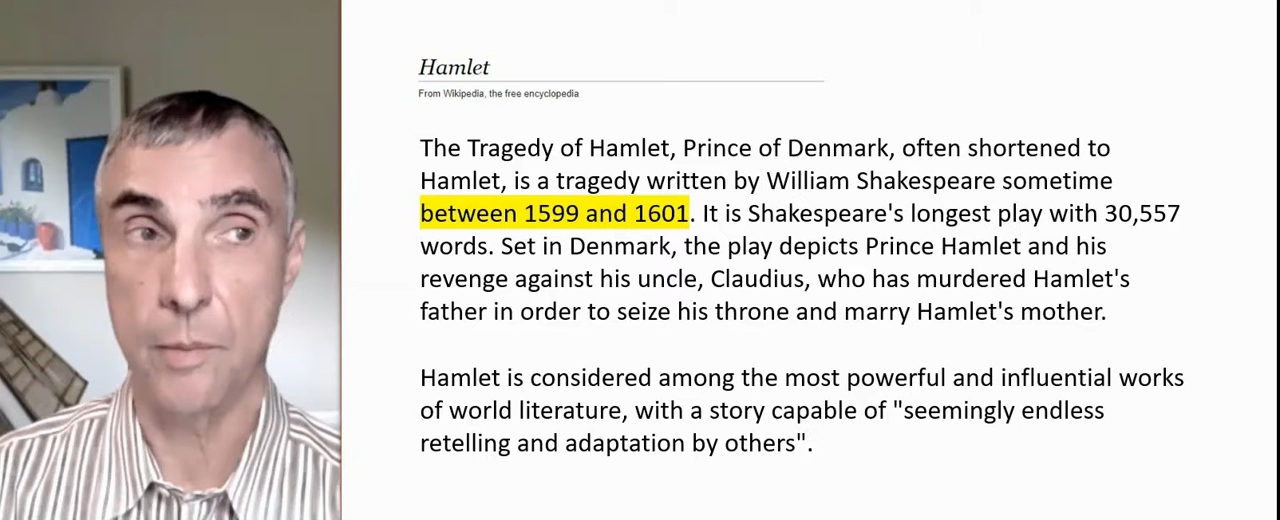 Hamlet
From Wikipedia, the free encyclopedia
The Tragedy of Hamlet, Prince of Denmark, often shortened to
Hamlet, is a tragedy written by William Shakespeare sometime
between 1599 and 1601. It is Shakespeare's longest play with 30,557
words. Set in Denmark, the play depicts Prince Hamlet and his
revenge against his uncle, Claudius, who has murdered Hamlet's
father in order to seize his throne and marry Hamlet's mother.
Hamlet is considered among the most powerful and influential works
of world literature, with a story capable of "seemingly endless
retelling and adaptation by others".